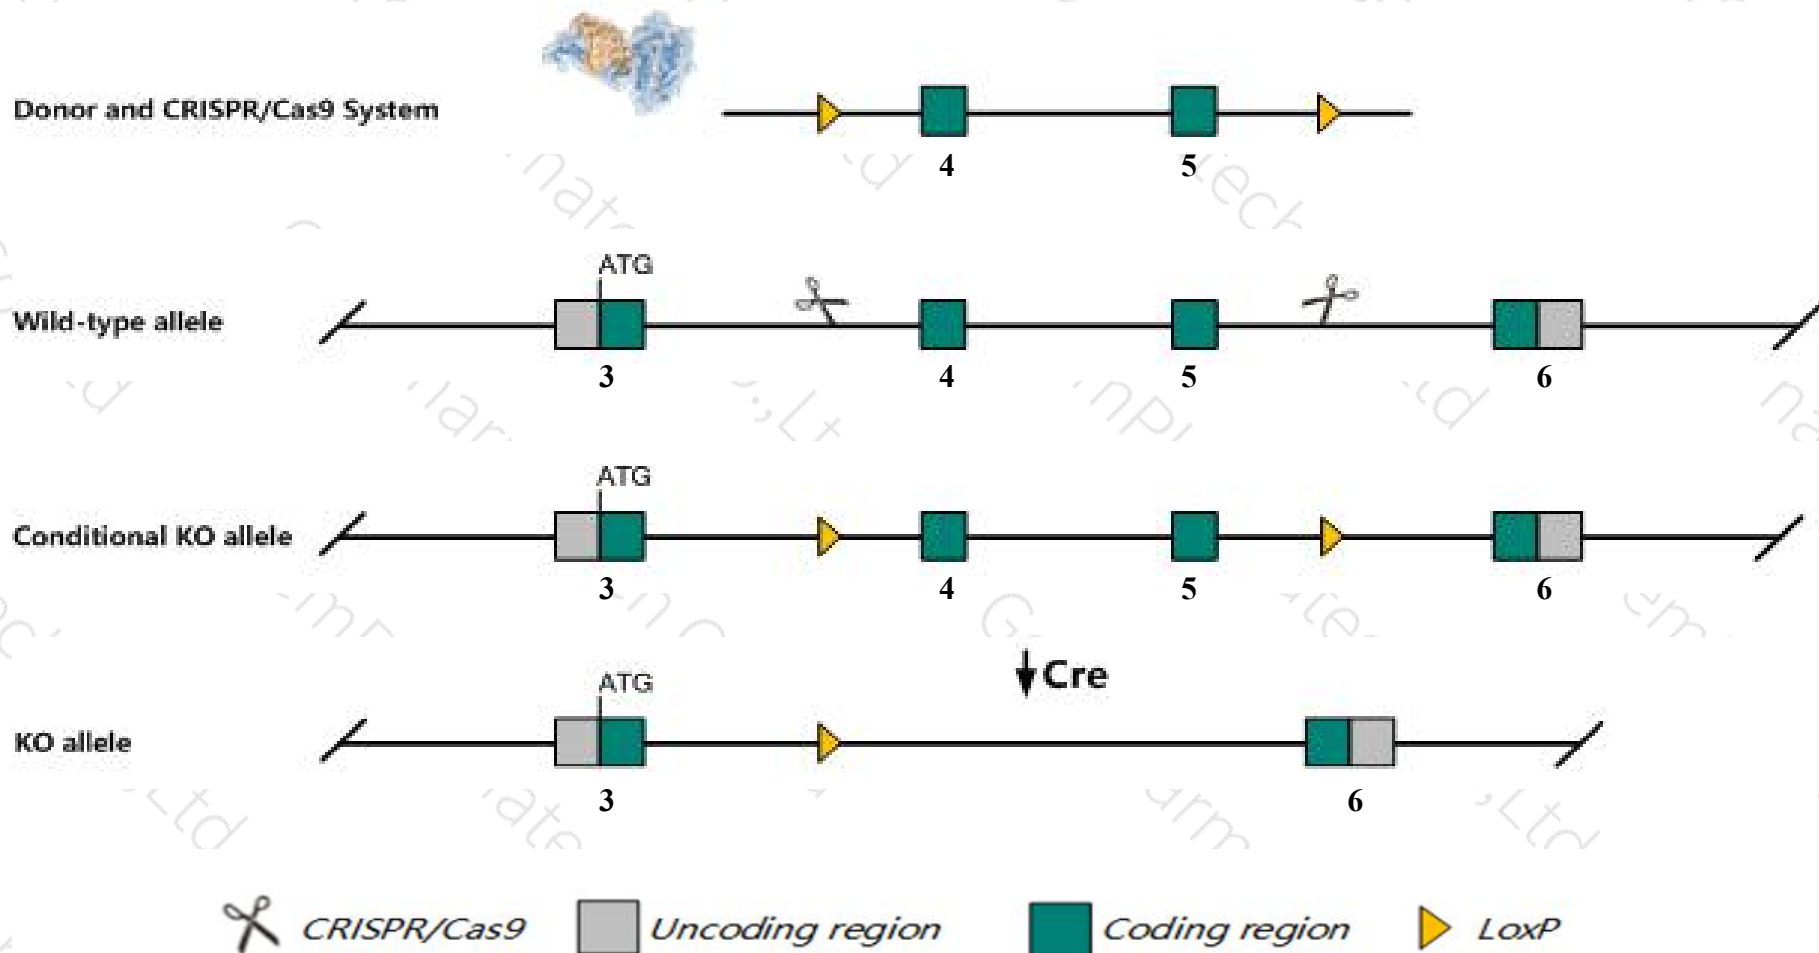 Donor and CRISPR/Cas9 System
4 5
ATG
Wild-type allele
3 4 5 6
ATG
Conditional KO allele
3 4 5 6
Cre
ATG
KO allele
3 6
CRISPR/Cas9 Uncoding region Coding region LoxP